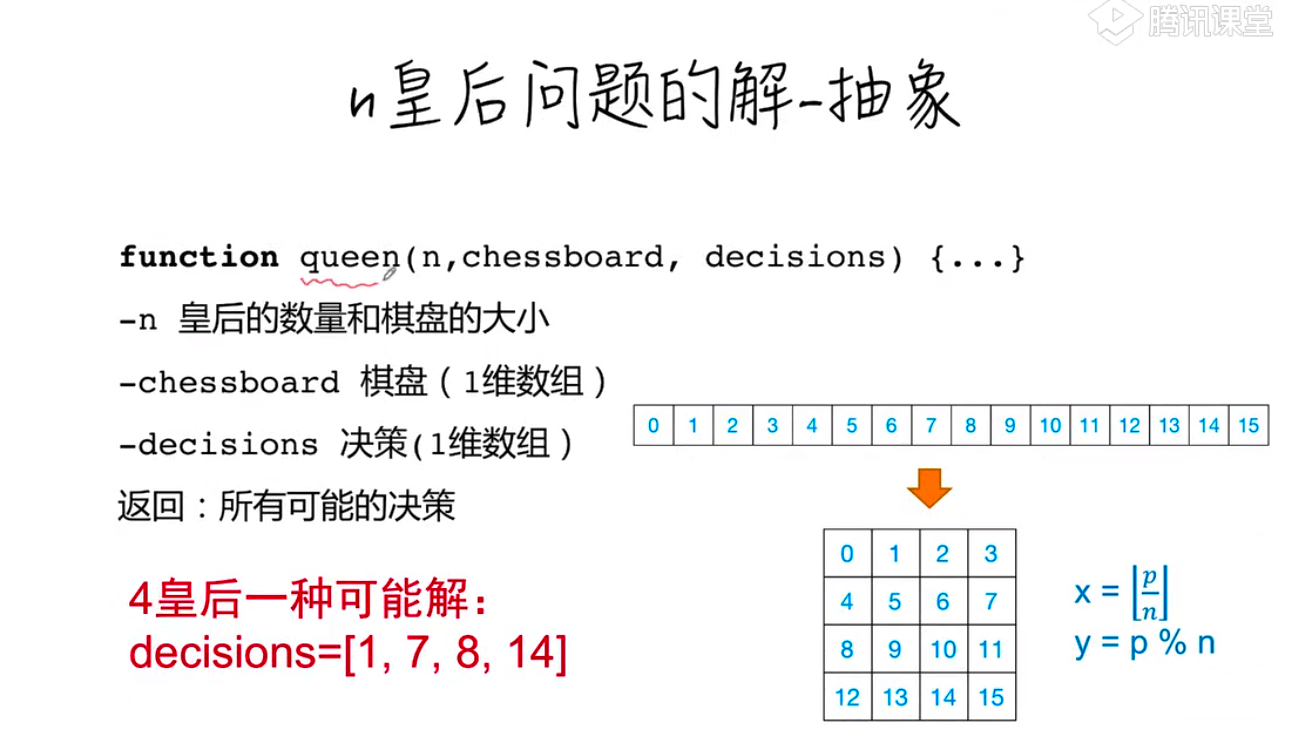 腾讯课堂
n皇后问题的解-抽象
function queen(n,chessboard, decisions) {...}
-n 皇后的数量和棋盘的大小
-chessboard 棋盘（1维数组）
-decisions 决策(1维数组）
返回：所有可能的决策
0 1 2 3 4 5 6 7 8 9 10 11 12 13 14 15
4皇后一种可能解：
decisions=[1, 7, 8, 14]
0 1 2 3
4 5 6 7
8 9 10 11
12 13 14 15
x = ⌊p/n⌋
y = p % n